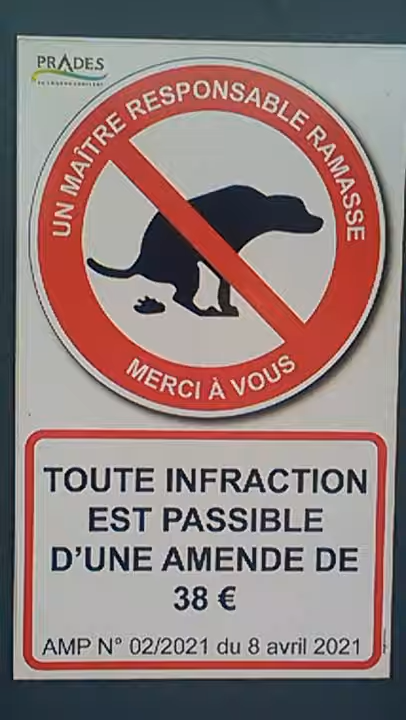 PRADES
UN MAÎTRE RESPONSABLE RAMASSE
MERCI À VOUS
TOUTE INFRACTION
EST PASSIBLE
D'UNE AMENDE DE
38 €
AMP N° 02/2021 du 8 avril 2021